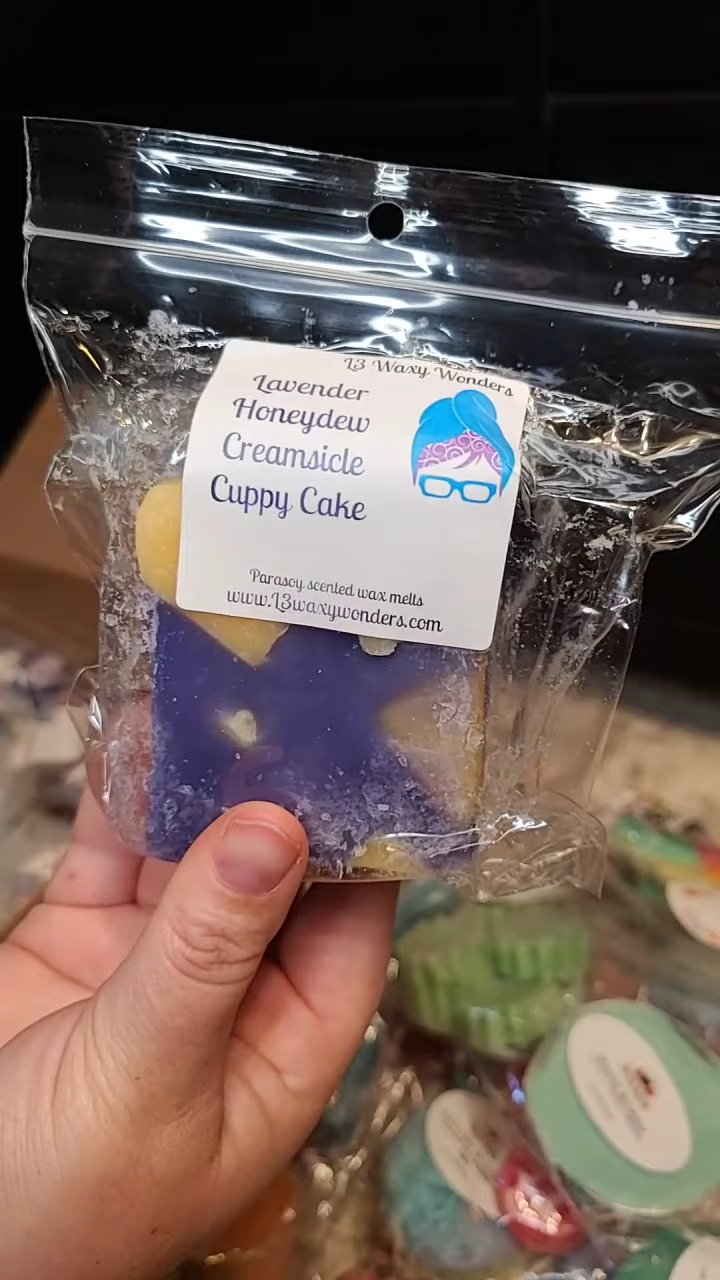 L3 Waxy Wonders
Lavender
Honeydew
Creamsicle
Cuppy Cake
Parasoy scented wax melts
www.L3waxywonders.com